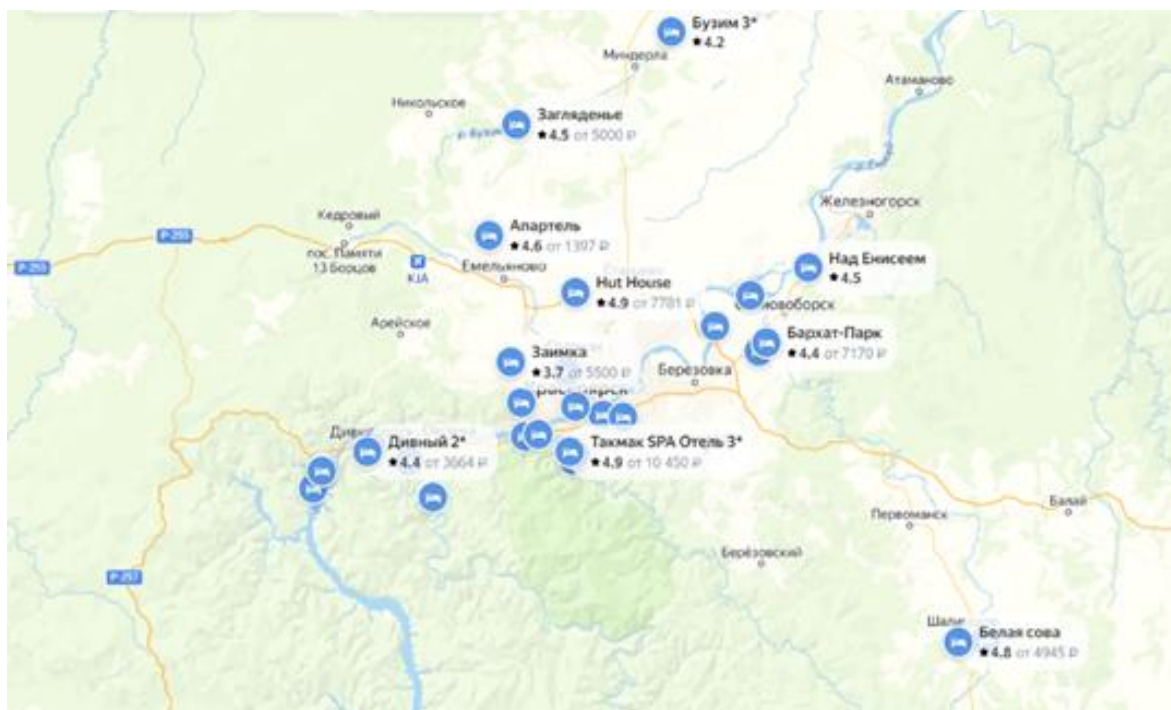 Бузим 3*
★4.2
Миндерла
Атаманово
Никольское
Загляденье
★4.5 от 5000 ₽
р. Бузим
Железногорск
Кедровый
Р-255
Апартель
★4.6 от 1397 ₽
пос. Памяти
13 Борцов
Р-255
KJA
Емельяново
Над Енисеем
★4.5
Hut House
★4.9 от 7781 ₽
Арейское
Бархат-Парк
★4.4 от 7170 ₽
Заимка
★3.7 от 5500 ₽
Берёзовка
Дивный 2*
★4.4 от 3664 ₽
Такмак SPA Отель 3*
★4.9 от 10 450 ₽
Балай
Первоманск
Берёзовский
Р-257
Белая сова
★4.8 от 4945 ₽